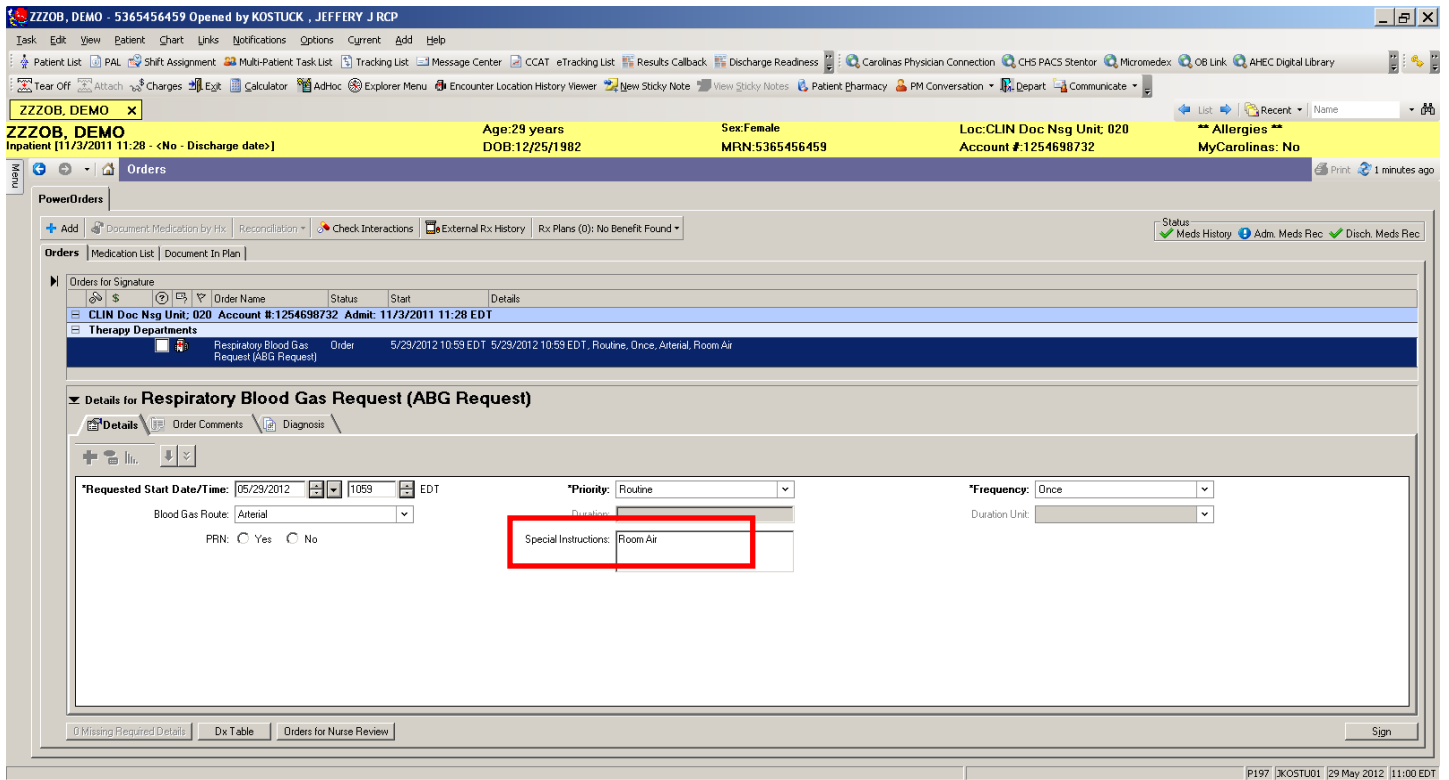 ZZZOB, DEMO - 5365456459 Opened by KOSTUCK , JEFFERY J RCP
Task Edit View Patient Chart Links Notifications Options Current Add Help
Patient List PAL Shift Assignment Multi-Patient Task List Tracking List Message Center CCAT eTracking List Results Callback Discharge Readiness Carolinas Physician Connection CHS PACS Stentor Micromedex OB Link AHEC Digital Library
Tear Off Attach Charges Exit Calculator AdHoc Explorer Menu Encounter Location History Viewer New Sticky Note View Sticky Notes Patient Pharmacy PM Conversation Depart Communicate
ZZZOB, DEMO x List Recent Name
ZZZOB, DEMO Age:29 years Sex:Female Loc:CLIN Doc Nsg Unit; 020 ** Allergies **
Inpatient [11/3/2011 11:28 - <No - Discharge date>] DOB:12/25/1982 MRN:5365456459 Account #:1254698732 MyCarolinas: No
Menu Orders Print 1 minutes ago
PowerOrders
Add Document Medication by Hx Reconciliation Check Interactions External Rx History Rx Plans (0): No Benefit Found Status
Meds History Adm. Meds Rec Disch. Meds Rec
Orders Medication List Document In Plan
Orders for Signature
$ Order Name Status Start Details
CLIN Doc Nsg Unit; 020 Account #:1254698732 Admit: 11/3/2011 11:28 EDT
Therapy Departments
Respiratory Blood Gas Order 5/29/2012 10:59 EDT 5/29/2012 10:59 EDT, Routine, Once, Arterial, Room Air
Request (ABG Request)
Details for Respiratory Blood Gas Request (ABG Request)
Details Order Comments Diagnosis
*Requested Start Date/Time: 05/29/2012 1059 EDT *Priority: Routine *Frequency: Once
Blood Gas Route: Arterial Duration: Duration Unit:
PRN: Yes No Special Instructions: Room Air
0 Missing Required Details Dx Table Orders for Nurse Review Sign
P197 JKOSTU01 29 May 2012 11:00 EDT